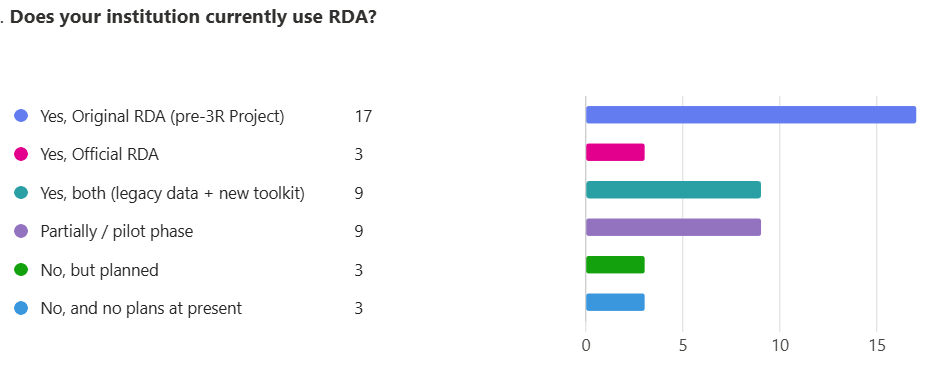 . Does your institution currently use RDA?
Yes, Original RDA (pre-3R Project) 17
Yes, Official RDA 3
Yes, both (legacy data + new toolkit) 9
Partially / pilot phase 9
No, but planned 3
No, and no plans at present 3
0 5 10 15